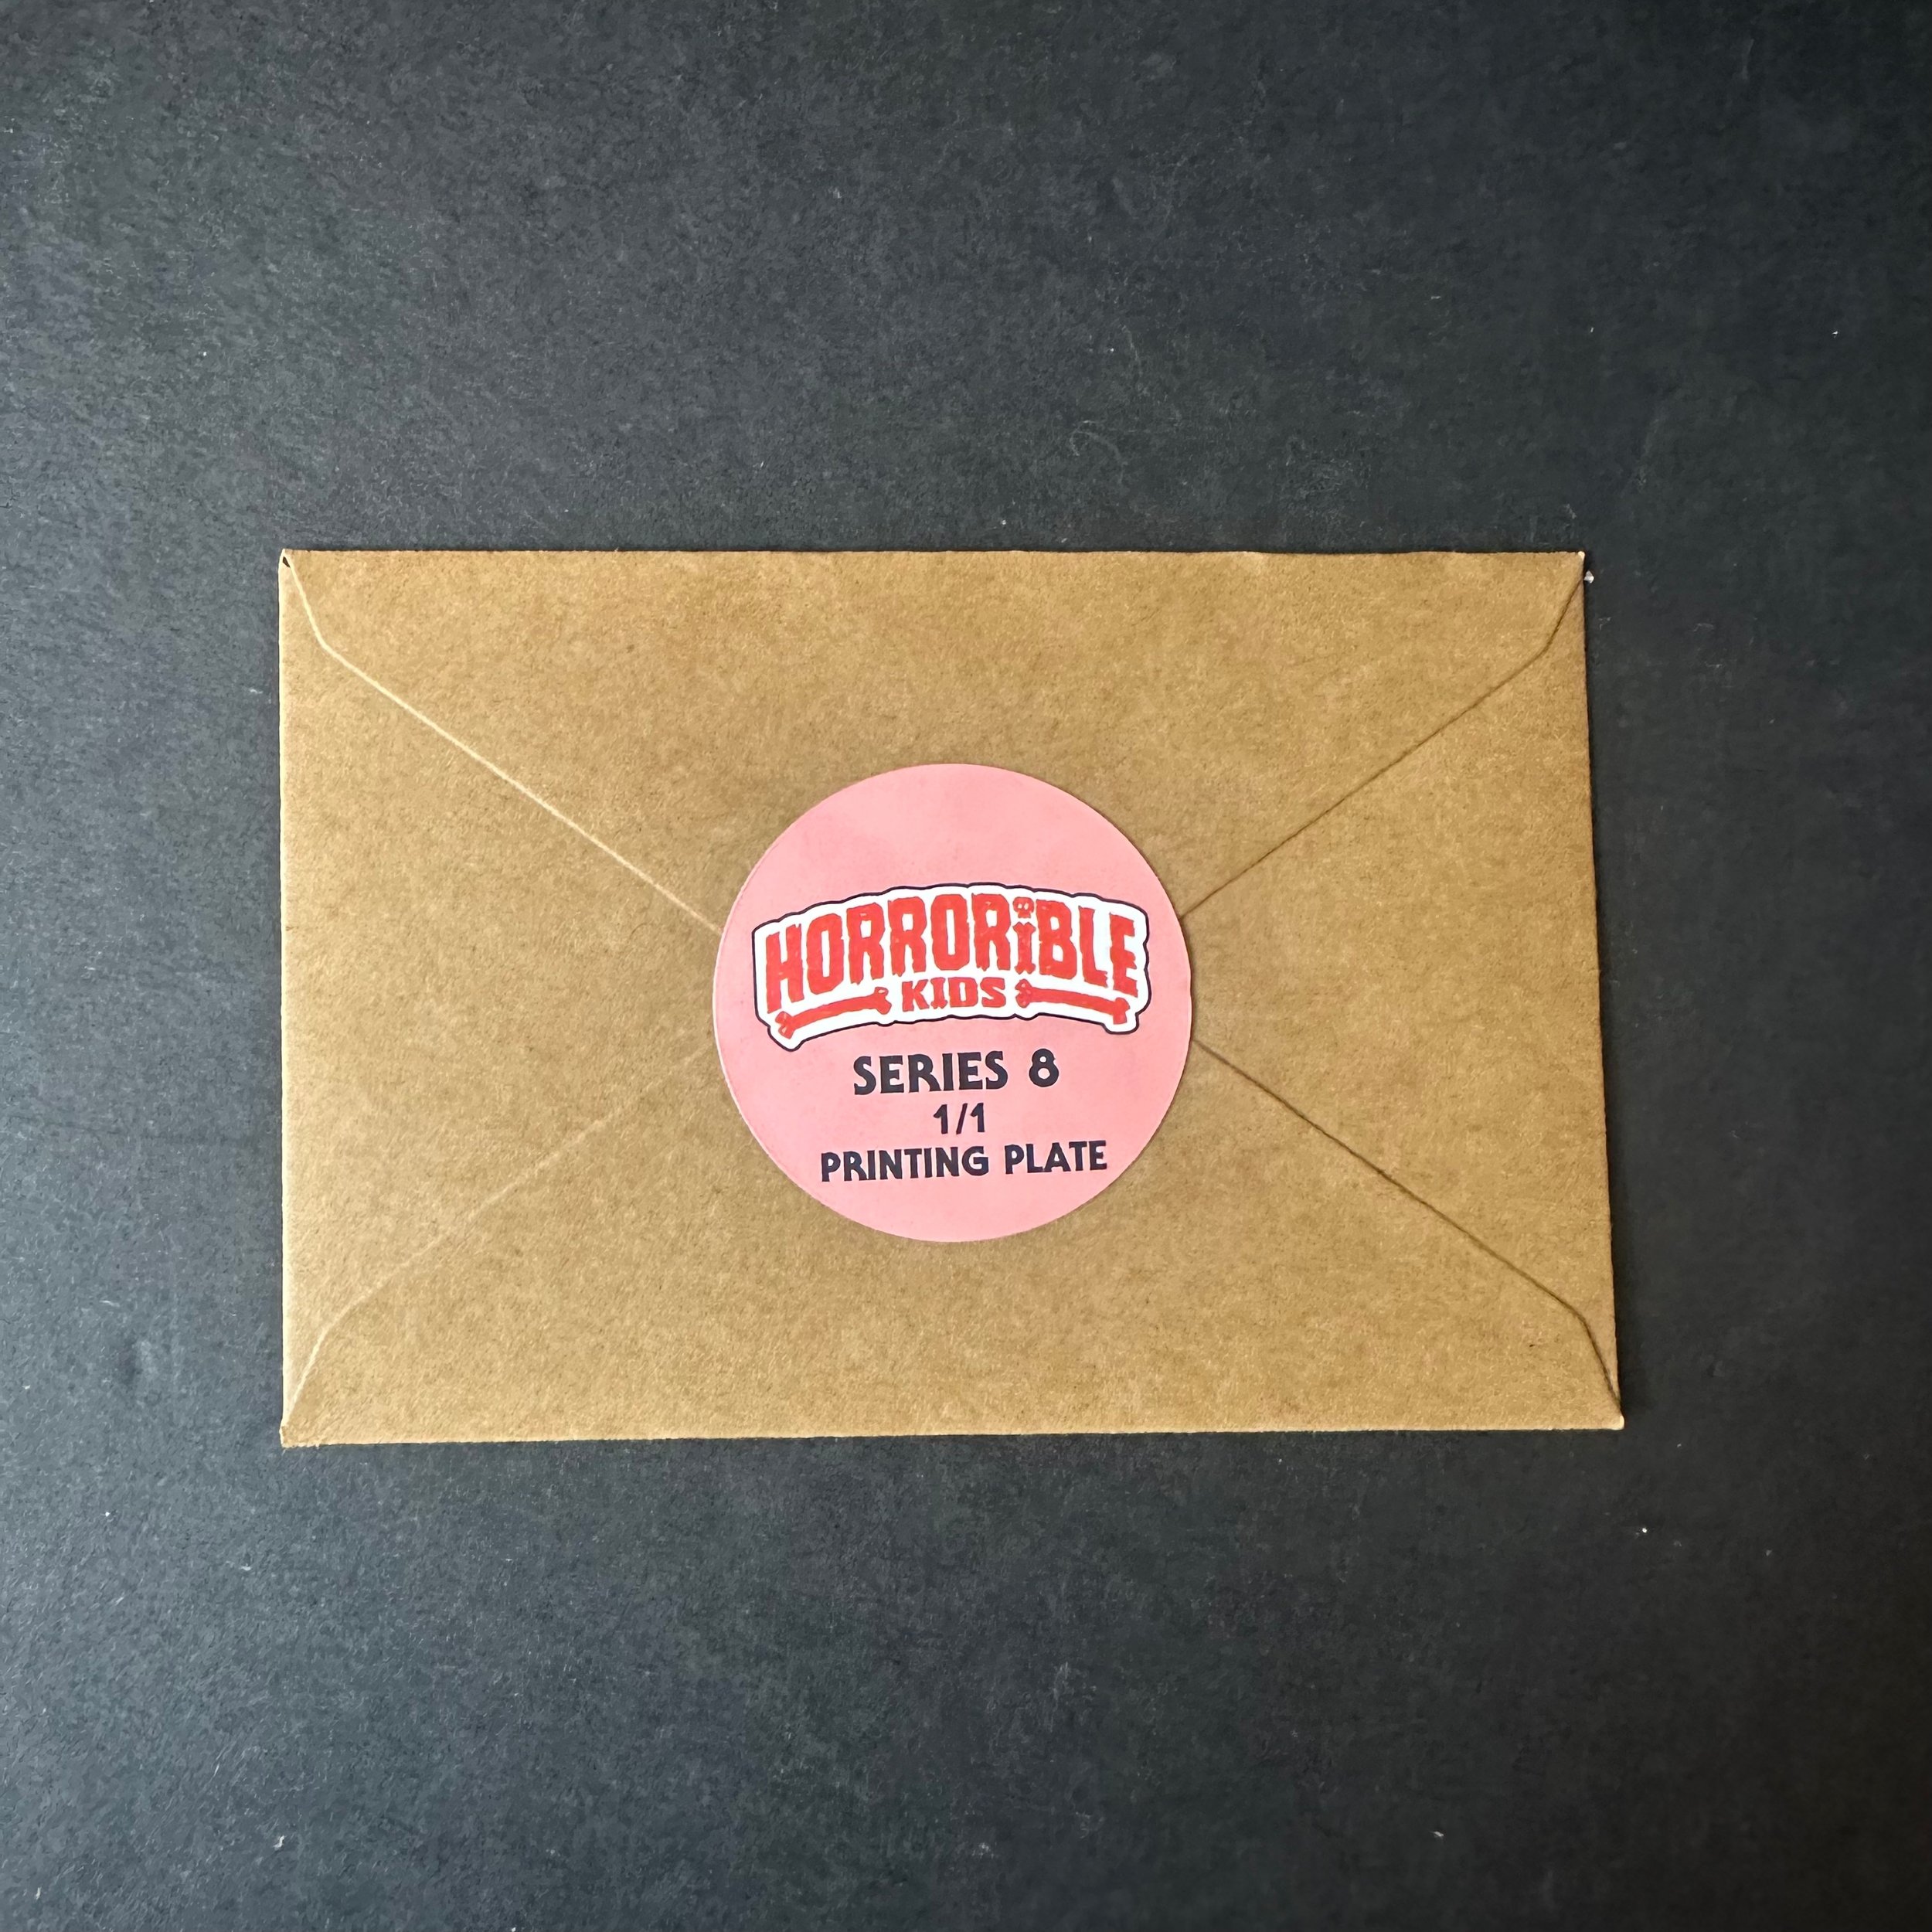 HORRORiBLE
KIDS
SERIES 8
1/1
PRINTING PLATE